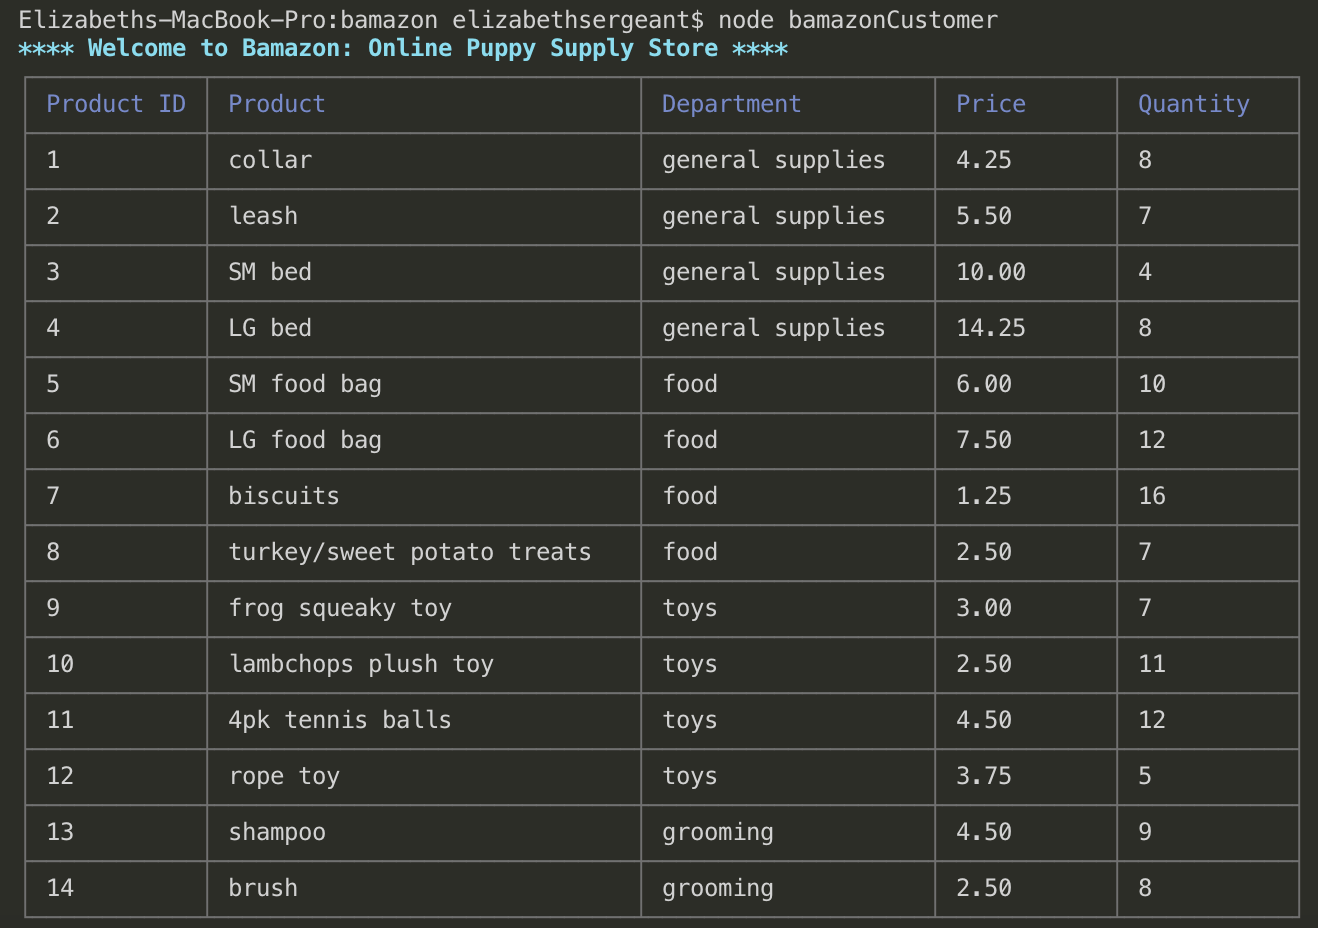 Elizabeths-MacBook-Pro:bamazon elizabethsergeant$ node bamazonCustomer
**** Welcome to Bamazon: Online Puppy Supply Store ****
Product ID Product Department Price Quantity
1 collar general supplies 4.25 8
2 leash general supplies 5.50 7
3 SM bed general supplies 10.00 4
4 LG bed general supplies 14.25 8
5 SM food bag food 6.00 10
6 LG food bag food 7.50 12
7 biscuits food 1.25 16
8 turkey/sweet potato treats food 2.50 7
9 frog squeaky toy toys 3.00 7
10 lambchops plush toy toys 2.50 11
11 4pk tennis balls toys 4.50 12
12 rope toy toys 3.75 5
13 shampoo grooming 4.50 9
14 brush grooming 2.50 8